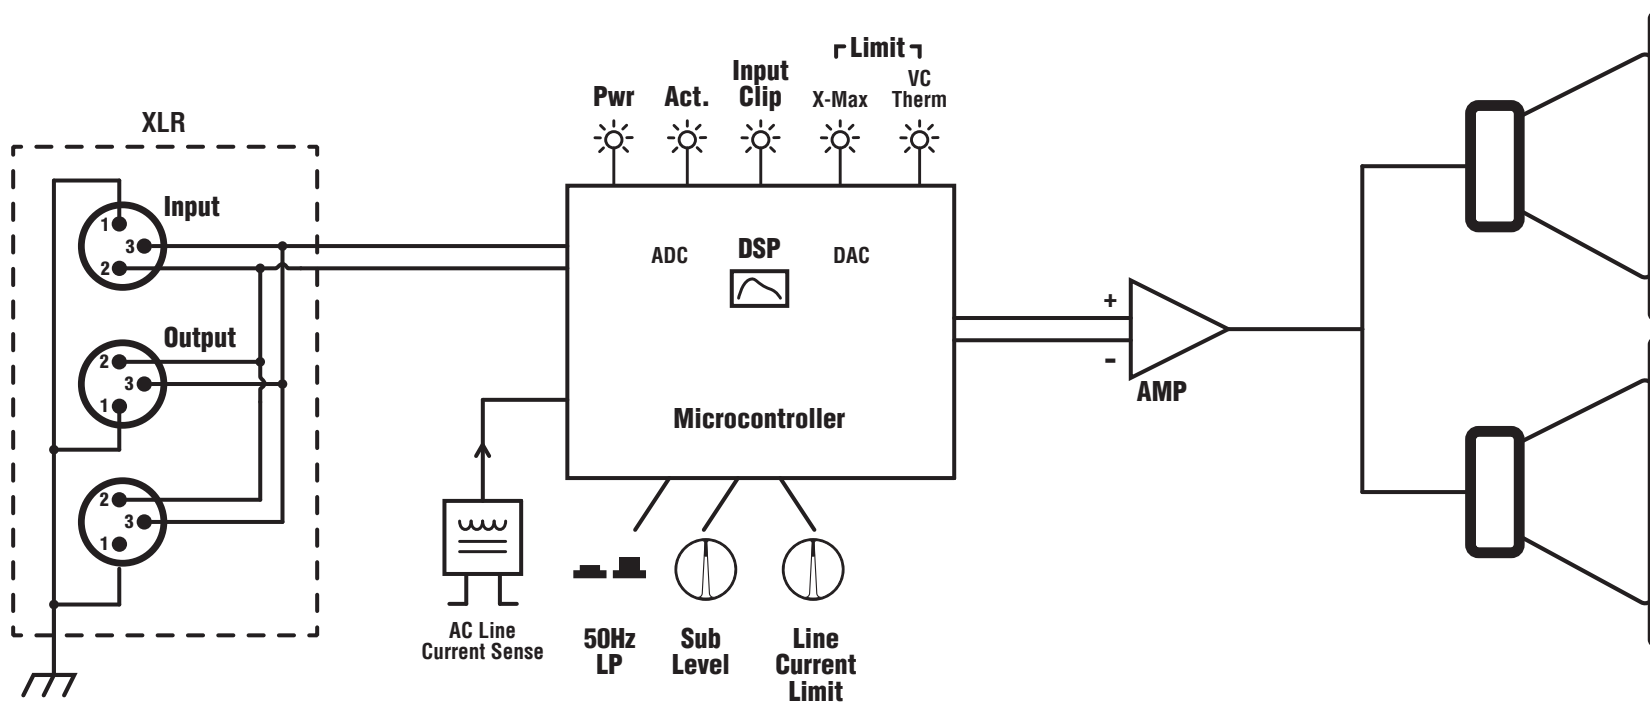 XLR
Input
1
3
2
Output
2
3
1
2
3
1
Pwr
Act.
Input
Clip
Limit
X-Max
VC
Therm
ADC
DSP
DAC
Microcontroller
AC Line
Current Sense
50Hz
LP
Sub
Level
Line
Current
Limit
+
-
AMP